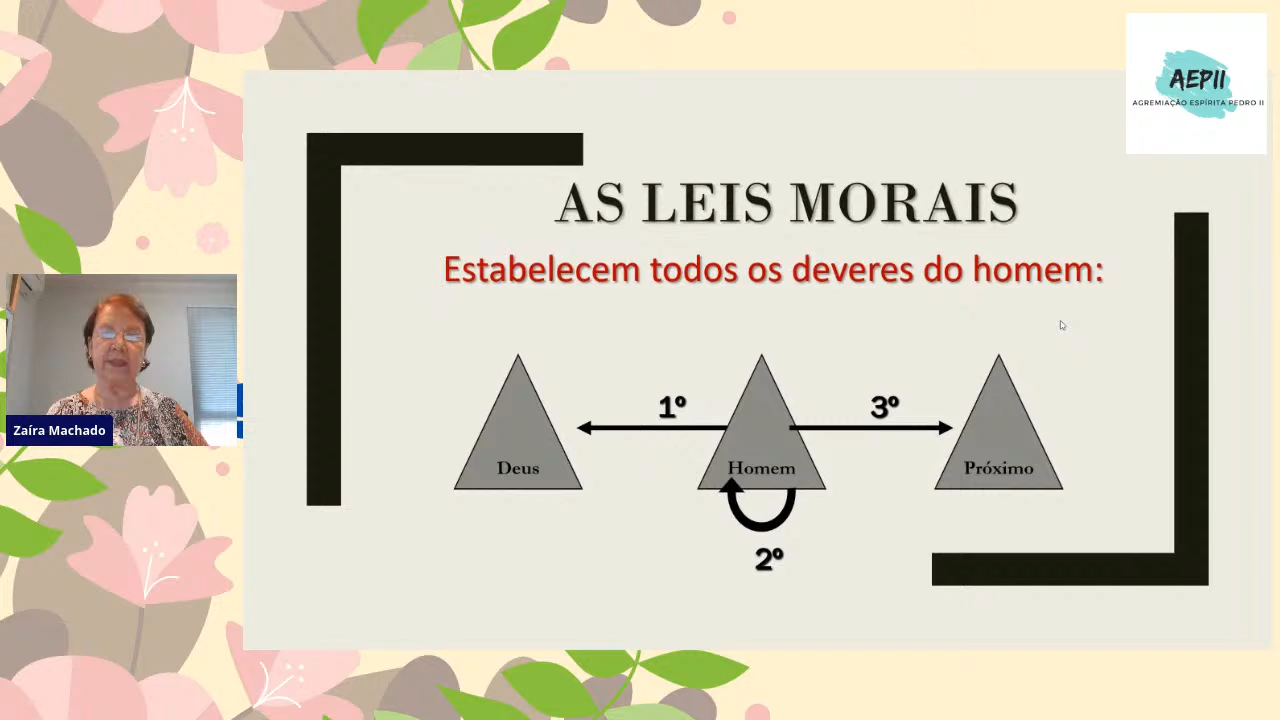 AEPII
AGREMIAÇÃO ESPÍRITA PEDRO II
AS LEIS MORAIS
Estabelecem todos os deveres do homem:
1º
3º
Deus
Homem
Próximo
2º
Zaíra Machado